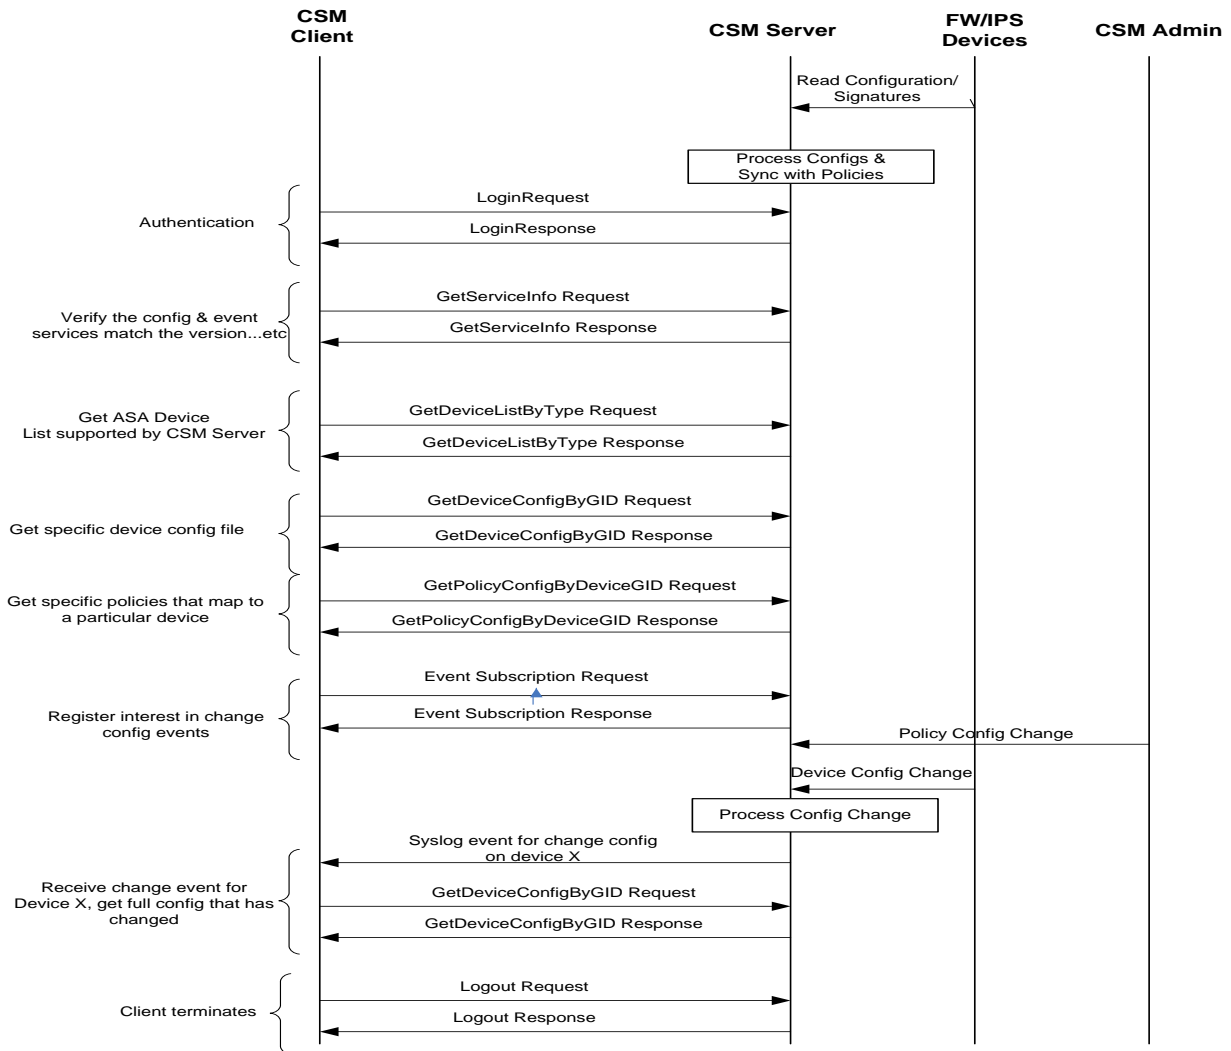 CSM
Client
CSM Server
FW/IPS
Devices
CSM Admin
Read Configuration/
Signatures
Process Configs &
Sync with Policies
Authentication
LoginRequest
LoginResponse
Verify the config & event
services match the version...etc
GetServiceInfo Request
GetServiceInfo Response
Get ASA Device
List supported by CSM Server
GetDeviceListByType Request
GetDeviceListByType Response
Get specific device config file
GetDeviceConfigByGID Request
GetDeviceConfigByGID Response
Get specific policies that map to
a particular device
GetPolicyConfigByDeviceGID Request
GetPolicyConfigByDeviceGID Response
Register interest in change
config events
Event Subscription Request
Event Subscription Response
Policy Config Change
Device Config Change
Process Config Change
Syslog event for change config
on device X
Receive change event for
Device X, get full config that has
changed
GetDeviceConfigByGID Request
GetDeviceConfigByGID Response
Client terminates
Logout Request
Logout Response